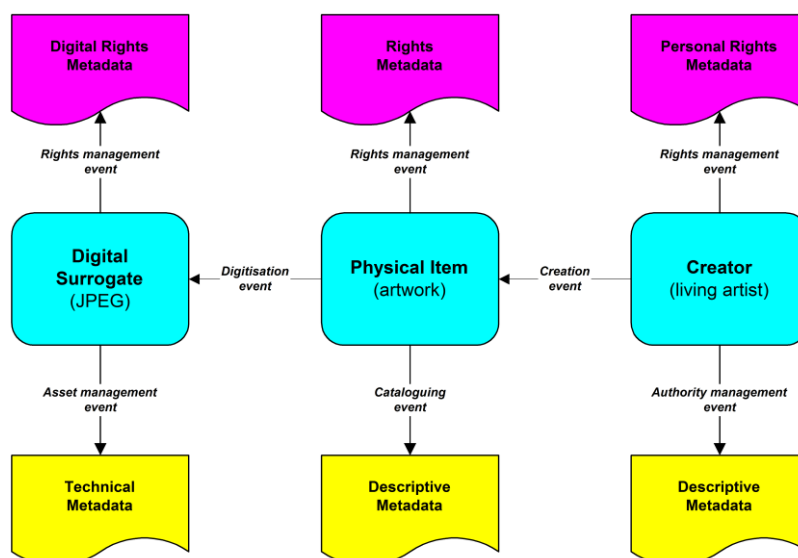 Digital Rights
Metadata
Rights
Metadata
Personal Rights
Metadata
Rights management
event
Rights management
event
Rights management
event
Digital
Surrogate
(JPEG)
Digitisation
event
Physical Item
(artwork)
Creation
event
Creator
(living artist)
Asset management
event
Cataloguing
event
Authority management
event
Technical
Metadata
Descriptive
Metadata
Descriptive
Metadata